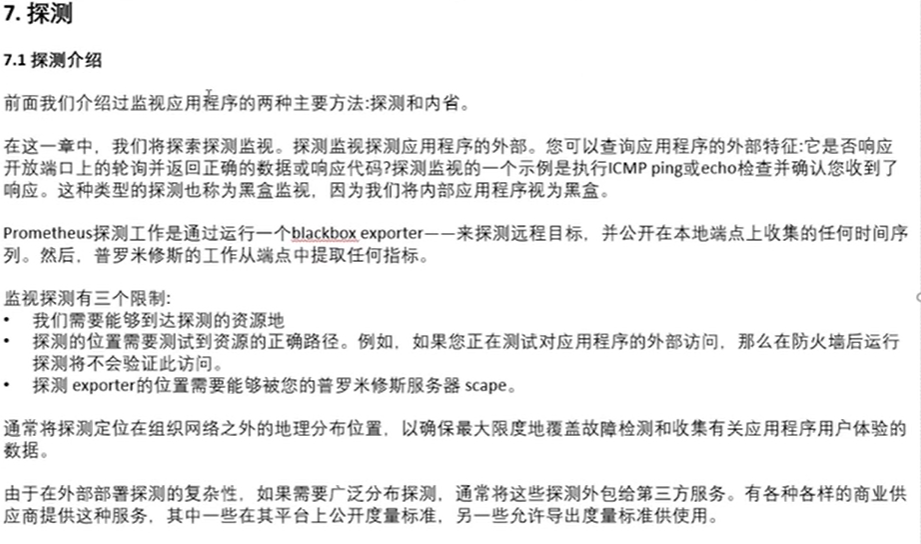 7. 探测
7.1 探测介绍
前面我们介绍过监视应用程序的两种主要方法:探测和内省。
在这一章中，我们将探索探测监视。探测监视探测应用程序的外部。您可以查询应用程序的外部特征:它是否响应
开放端口上的轮询并返回正确的数据或响应代码?探测监视的一个示例是执行ICMP ping或echo检查并确认您收到了
响应。这种类型的探测也称为黑盒监视，因为我们将内部应用程序视为黑盒。
Prometheus探测工作是通过运行一个blackbox exporter——来探测远程目标，并公开在本地端点上收集的任何时间序
列。然后，普罗米修斯的工作从端点中提取任何指标。
监视探测有三个限制:
• 我们需要能够到达探测的资源地
• 探测的位置需要测试到资源的正确路径。例如，如果您正在测试对应用程序的外部访问，那么在防火墙后运行
探测将不会验证此访问。
• 探测 exporter的位置需要能够被您的普罗米修斯服务器 scape。
通常将探测定位在组织网络之外的地理分布位置，以确保最大限度地覆盖故障检测和收集有关应用程序用户体验的
数据。
由于在外部部署探测的复杂性，如果需要广泛分布探测，通常将这些探测外包给第三方服务。有各种各样的商业供
应商提供这种服务，其中一些在其平台上公开度量标准，另一些允许导出度量标准供使用。